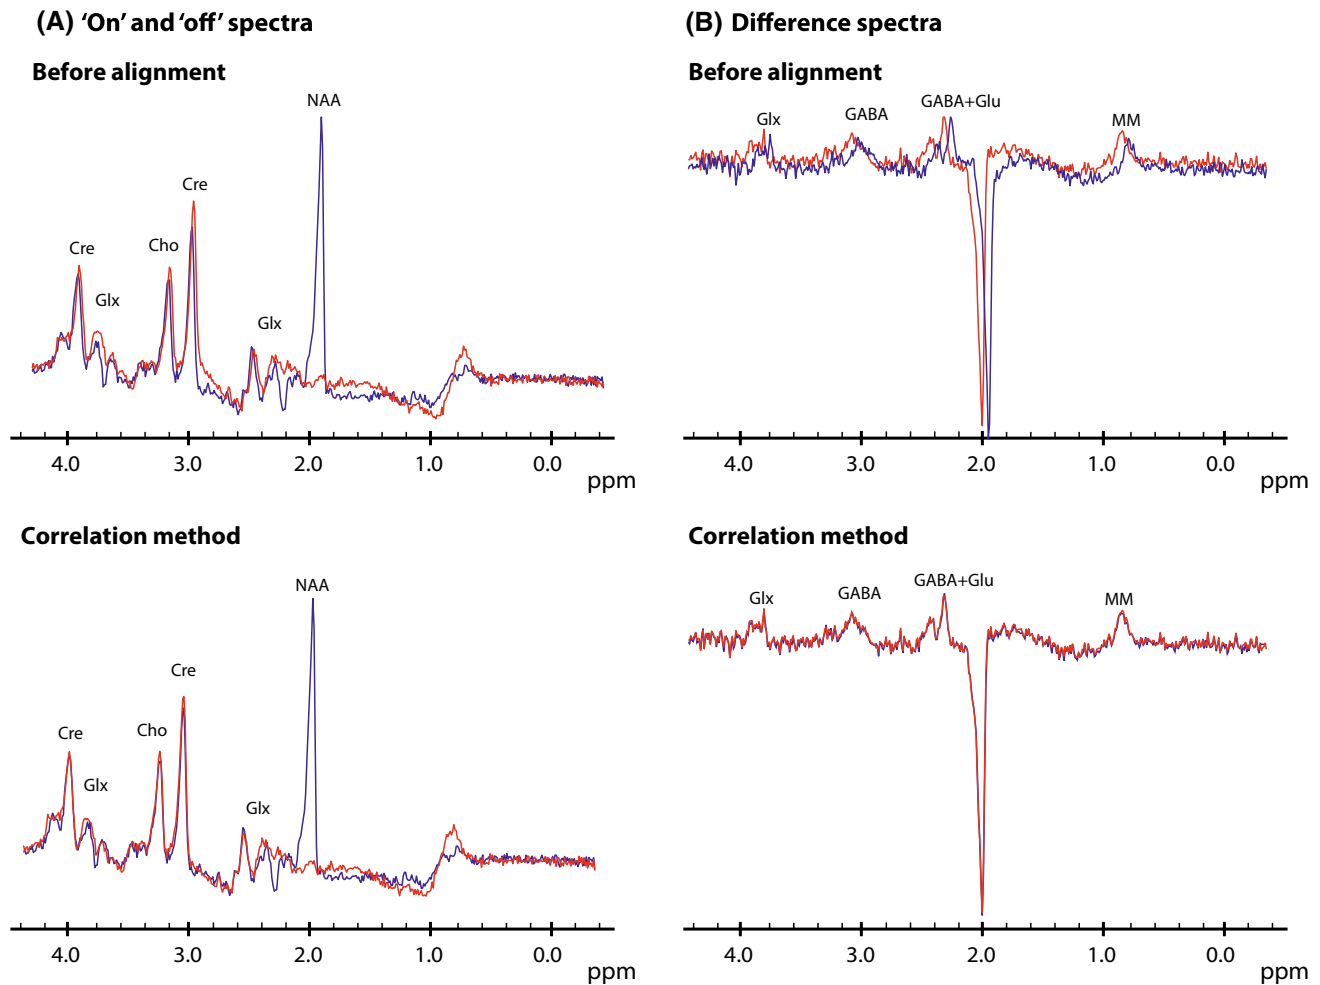 (A) ‘On’ and ‘off’ spectra
Before alignment
NAA
Cre
Cho
Cre
Glx
Glx
4.0 3.0 2.0 1.0 0.0
ppm
Correlation method
NAA
Cre
Cho
Cre
Glx
Glx
4.0 3.0 2.0 1.0 0.0
ppm
(B) Difference spectra
Before alignment
GABA+Glu
Glx GABA MM
4.0 3.0 2.0 1.0 0.0
ppm
Correlation method
GABA+Glu
Glx GABA MM
4.0 3.0 2.0 1.0 0.0
ppm